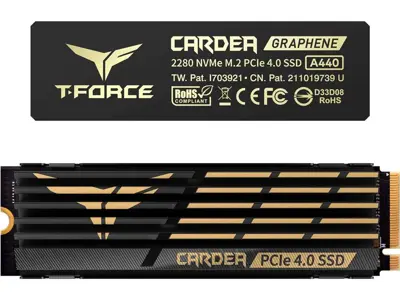 CARDEA GRAPHENE
2280 NVMe M.2 PCIe 4.0 SSD A440
TW. Pat. I703921 • CN. Pat. 211019739 U
T-FORCE
RoHS COMPLIANT
CE FC
D33D08
RoHS
CARDEA PCIe 4.0 SSD